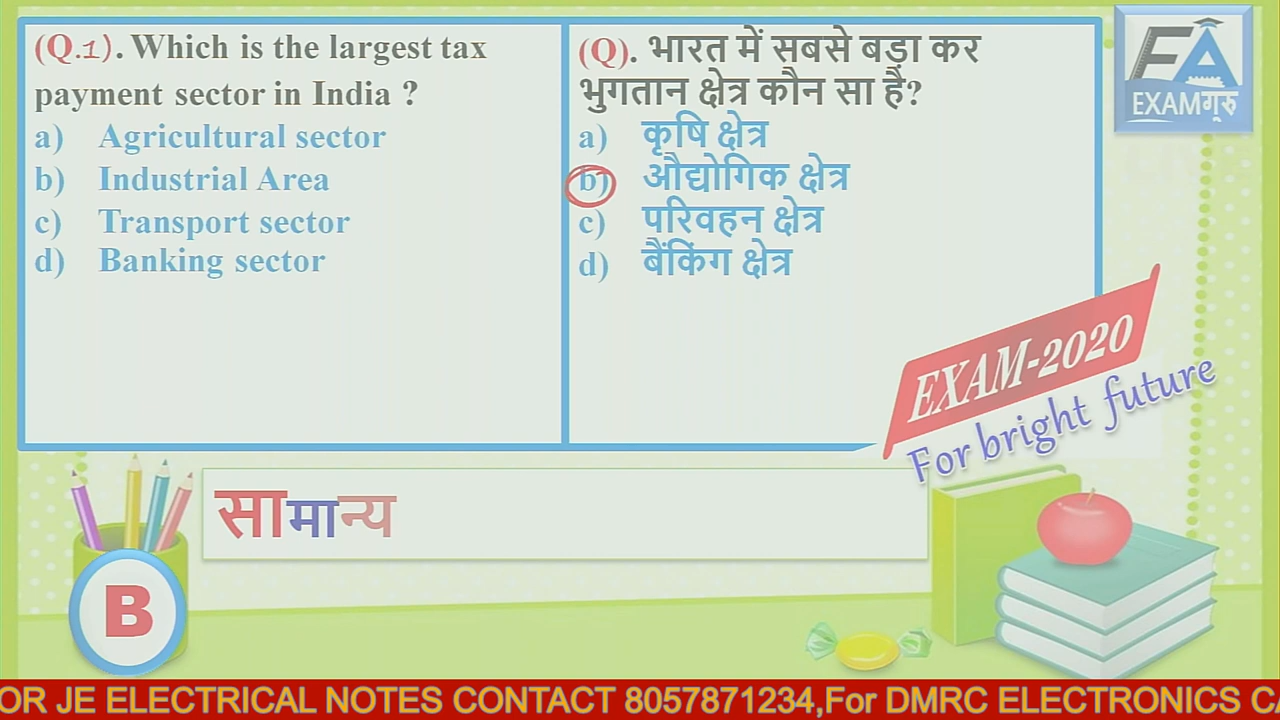 (Q.1). Which is the largest tax
payment sector in India ?
a) Agricultural sector
b) Industrial Area
c) Transport sector
d) Banking sector
(Q). भारत में सबसे बड़ा कर
भुगतान क्षेत्र कौन सा है?
a) कृषि क्षेत्र
b) औद्योगिक क्षेत्र
c) परिवहन क्षेत्र
d) बैंकिंग क्षेत्र
EA
EXAMगुरु
EXAM-2020
For bright future
सामान्य
B
OR JE ELECTRICAL NOTES CONTACT 8057871234,For DMRC ELECTRONICS CA